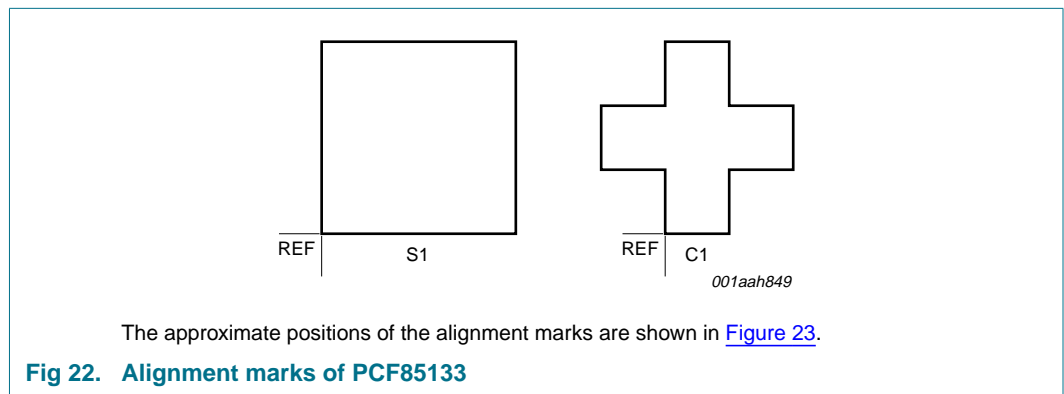 REF
S1
REF
C1
001aah849
The approximate positions of the alignment marks are shown in Figure 23.
Fig 22. Alignment marks of PCF85133